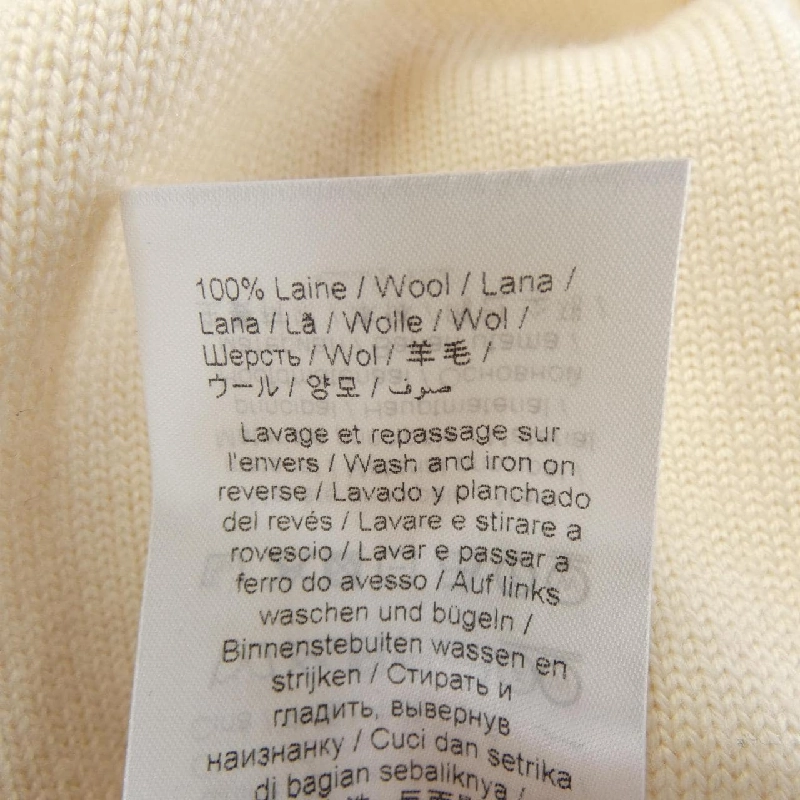 100% Laine / Wool / Lana /
Lana / Lã / Wolle / Wol /
Шерсть / Wol / 羊毛 /
ウール / 양모 / صوف
Lavage et repassage sur
l'envers / Wash and iron on
reverse / Lavado y planchado
del revés / Lavare e stirare a
rovescio / Lavar e passar a
ferro do avesso / Auf links
waschen und bügeln /
Binnenstebuiten wassen en
strijken / Стирать и
гладить, вывернув
наизнанку / Cuci dan setrika
di bagian sebaliknya /